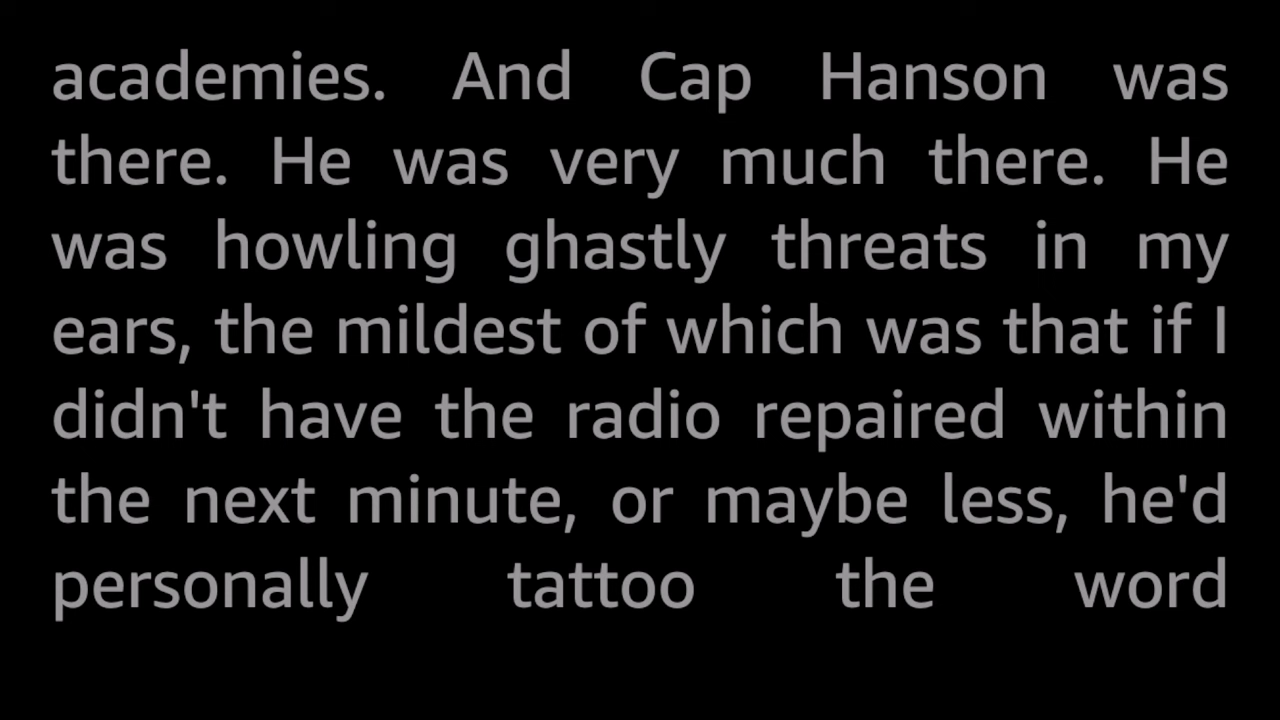 academies. And Cap Hanson was
there. He was very much there. He
was howling ghastly threats in my
ears, the mildest of which was that if I
didn't have the radio repaired within
the next minute, or maybe less, he'd
personally tattoo the word